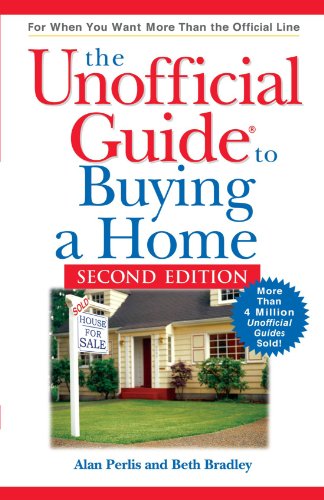 For When You Want More Than the Official Line
the
Unofficial
Guide® to
Buying
a Home
SECOND EDITION
More
Than
4 Million
Unofficial
Guides
Sold!
SOLD!
HOUSE
FOR
SALE
Alan Perlis and Beth Bradley